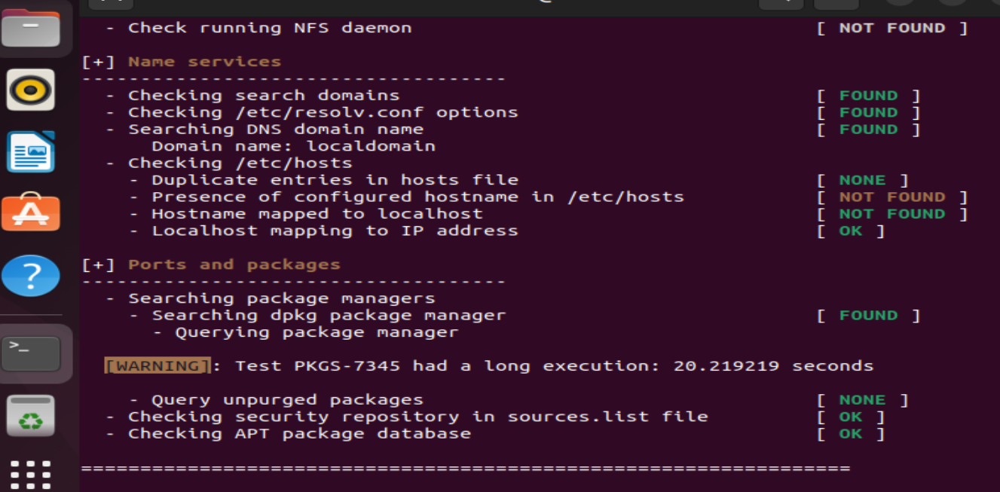 - Check running NFS daemon [ NOT FOUND ]
[+] Name services
------------------------------------
- Checking search domains [ FOUND ]
- Checking /etc/resolv.conf options [ FOUND ]
- Searching DNS domain name [ FOUND ]
Domain name: localdomain
- Checking /etc/hosts
- Duplicate entries in hosts file [ NONE ]
- Presence of configured hostname in /etc/hosts [ NOT FOUND ]
- Hostname mapped to localhost [ NOT FOUND ]
- Localhost mapping to IP address [ OK ]
[+] Ports and packages
------------------------------------
- Searching package managers
- Searching dpkg package manager [ FOUND ]
- Querying package manager
[WARNING]: Test PKGS-7345 had a long execution: 20.219219 seconds
- Query unpurged packages [ NONE ]
- Checking security repository in sources.list file [ OK ]
- Checking APT package database [ OK ]
=================================================================